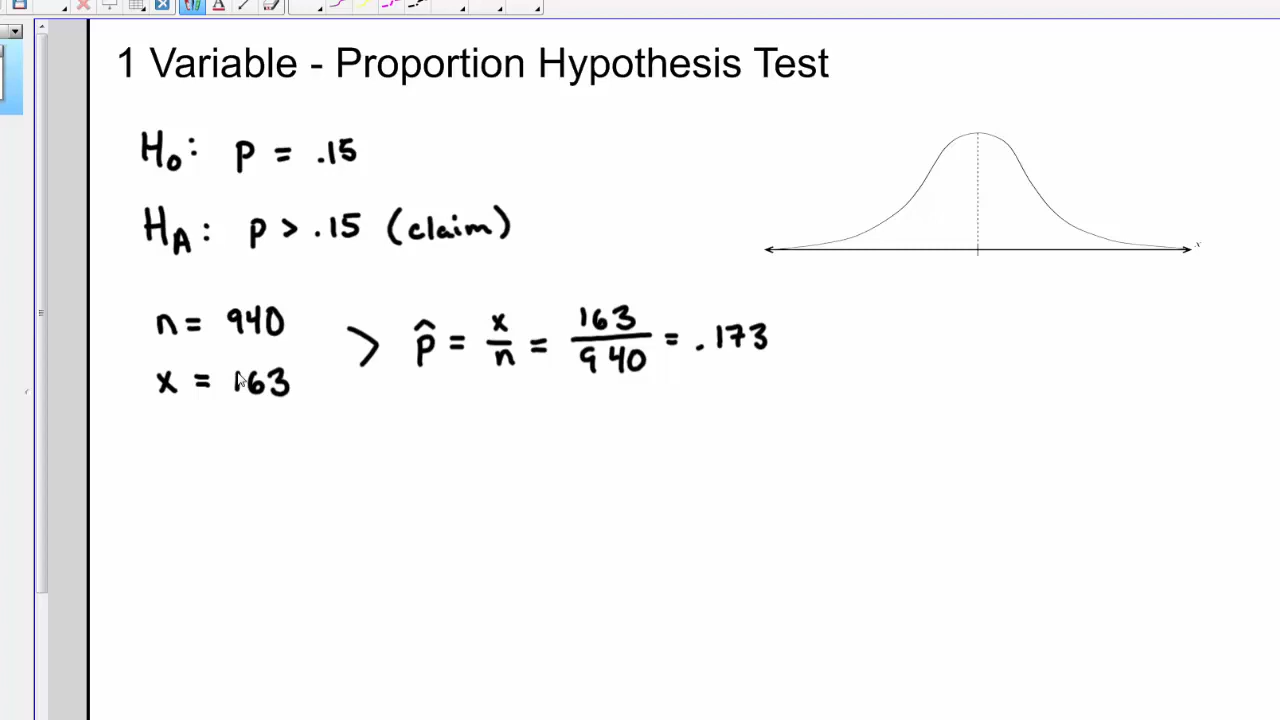 1 Variable - Proportion Hypothesis Test
H₀: p = .15
Hₐ: p > .15 (claim)
n = 940
x = 163
> p̂ = x/n = 163/940 = .173
x